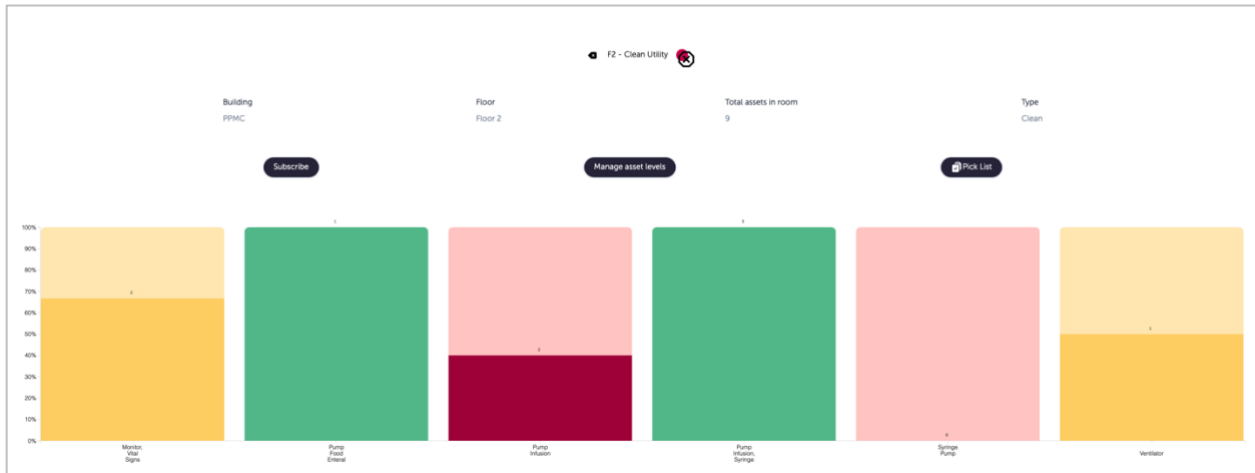 F2 - Clean Utility
Building
Floor
Total assets in room
Type
PPMC
Floor 2
9
Clean
Subscribe
Manage asset levels
Pick List
100%
90%
80%
70%
60%
50%
40%
30%
20%
10%
0%
Monitor,
Vital
Signs
Pump
Food
Enteral
Pump
Infusion
Pump
Infusion,
Syringe
Syringe
Pump
Ventilator